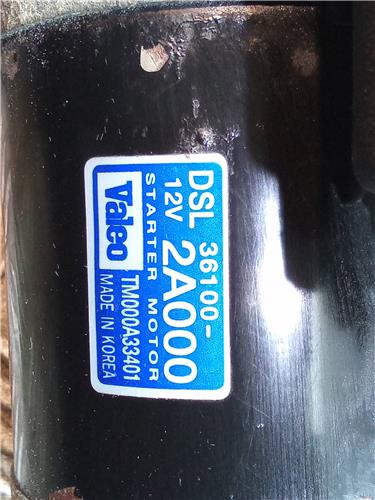 DSL 36100-
12V 2A000
STARTER MOTOR
Valeo TM000A33401
MADE IN KOREA